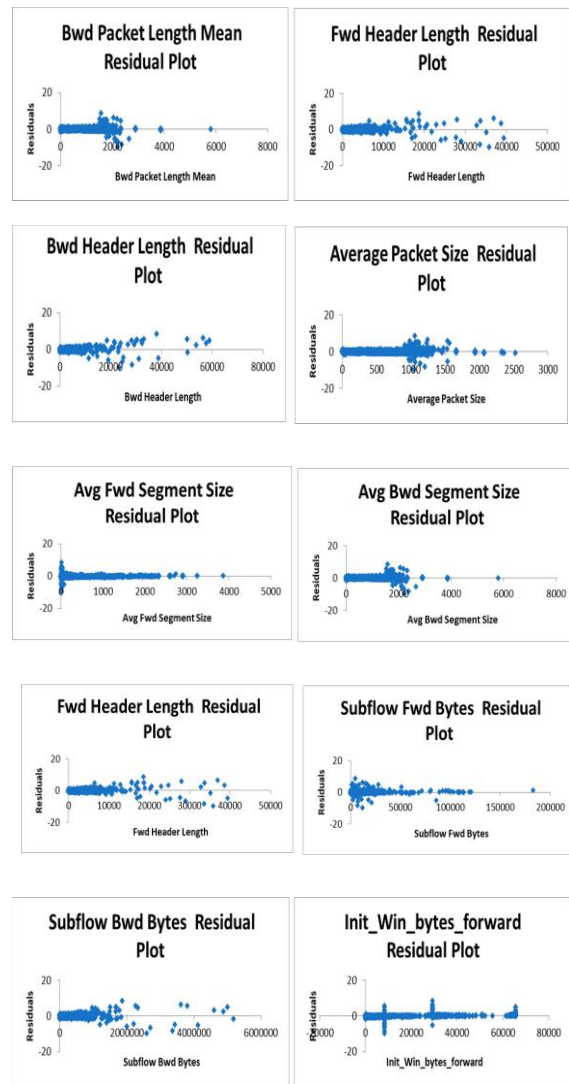 Bwd Packet Length Mean
Residual Plot
Residuals
20
0
-20
0
2000
4000
6000
8000
Bwd Packet Length Mean
Fwd Header Length Residual
Plot
Residuals
20
0
-20
0
10000
20000
30000
40000
50000
Fwd Header Length
Bwd Header Length Residual
Plot
Residuals
20
0
-20
0
20000
40000
60000
80000
Bwd Header Length
Average Packet Size Residual
Plot
Residuals
20
0
-20
0
500
1000
1500
2000
2500
3000
Average Packet Size
Avg Fwd Segment Size
Residual Plot
Residuals
20
0
-20
0
1000
2000
3000
4000
5000
Avg Fwd Segment Size
Avg Bwd Segment Size
Residual Plot
Residuals
20
0
-20
0
2000
4000
6000
8000
Avg Bwd Segment Size
Fwd Header Length Residual
Plot
Residuals
20
0
-20
0
10000
20000
30000
40000
50000
Fwd Header Length
Subflow Fwd Bytes Residual
Plot
Residuals
20
0
-20
0
50000
100000
150000
200000
Subflow Fwd Bytes
Subflow Bwd Bytes Residual
Plot
Residuals
20
0
-20
0
2000000
4000000
6000000
Subflow Bwd Bytes
Init_Win_bytes_forward
Residual Plot
Residuals
20
0
-20
-20000
0
20000
40000
60000
80000
Init_Win_bytes_forward